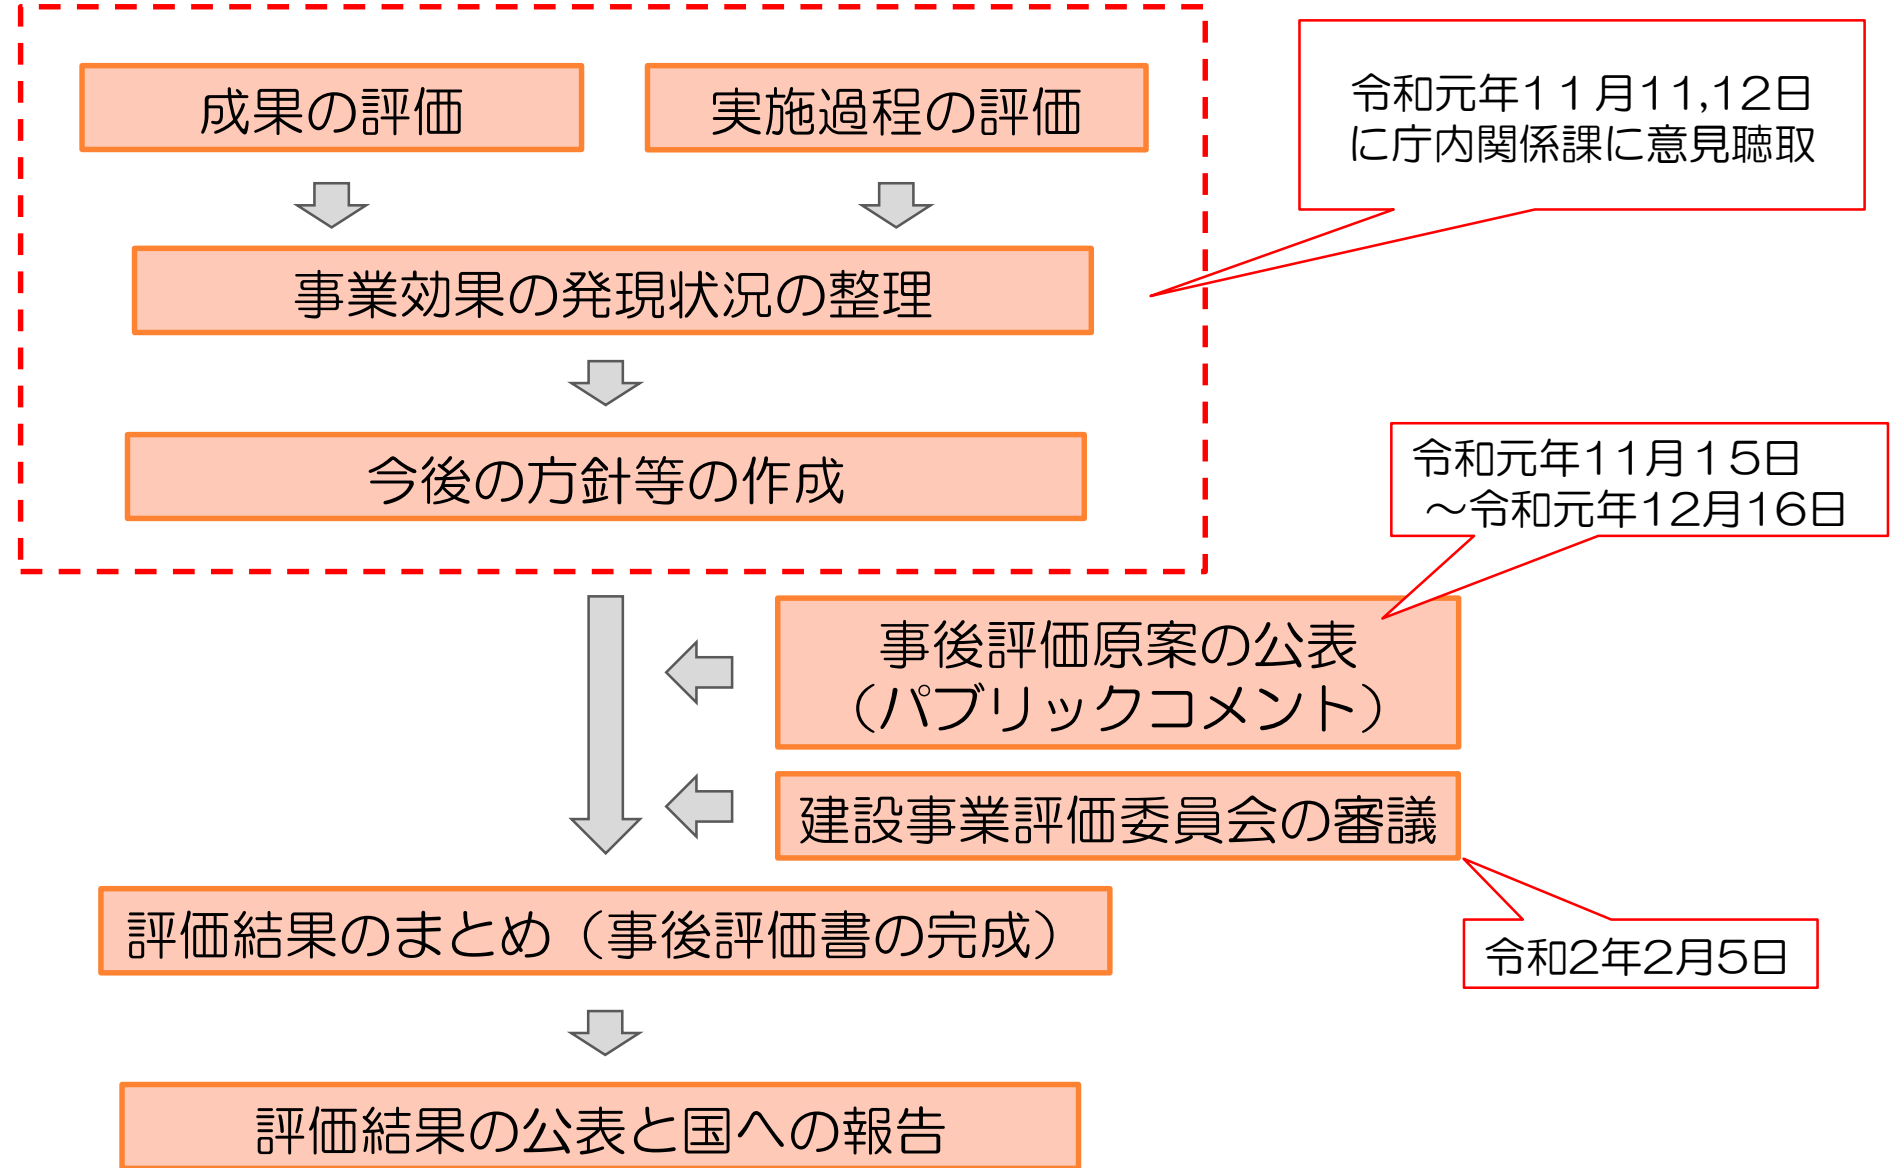 成果の評価
実施過程の評価
令和元年１１月11,12日
に庁内関係課に意見聴取
事業効果の発現状況の整理
今後の方針等の作成
令和元年11月１５日
～令和元年12月16日
事後評価原案の公表
（パブリックコメント）
建設事業評価委員会の審議
評価結果のまとめ（事後評価書の完成）
令和2年2月5日
評価結果の公表と国への報告